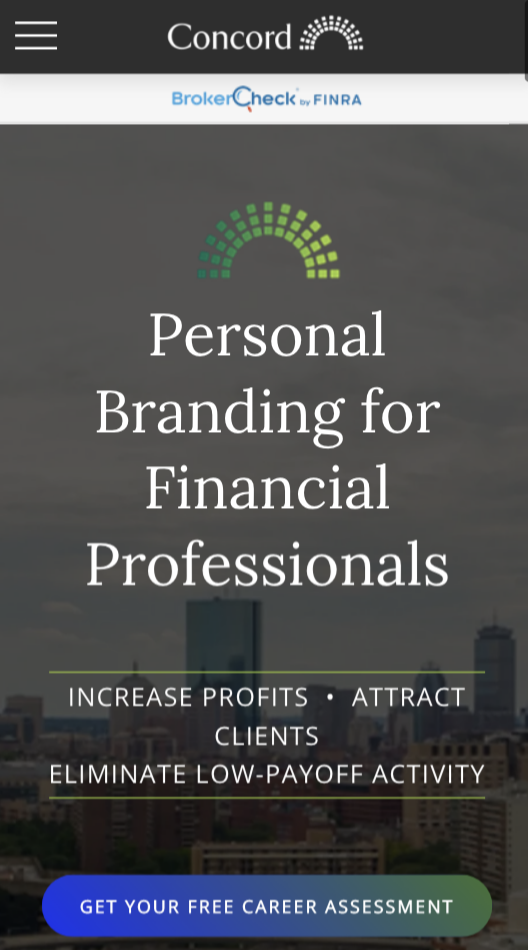 Concord
BrokerCheck by FINRA
Personal
Branding for
Financial
Professionals
INCREASE PROFITS • ATTRACT
CLIENTS
ELIMINATE LOW-PAYOFF ACTIVITY
GET YOUR FREE CAREER ASSESSMENT